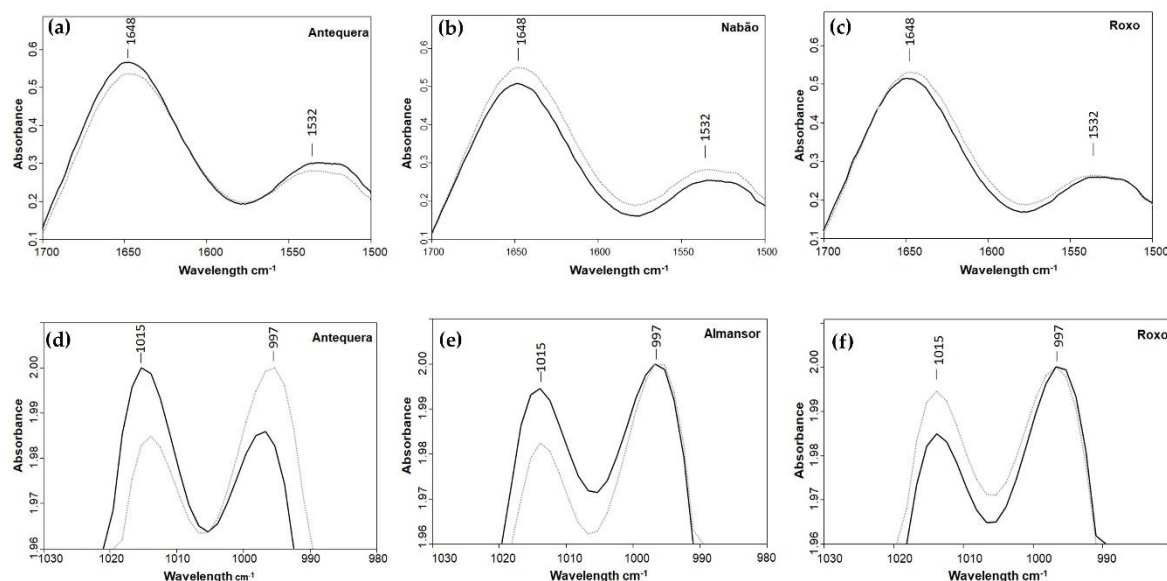 (a) 1648 Antequera
1532
Absorbance
0.6
0.5
0.4
0.3
0.2
0.1
1700 1650 1600 1550 1500
Wavelength cm-1
(b) 1648 Nabão
1532
Absorbance
0.6
0.5
0.4
0.3
0.2
0.1
1700 1650 1600 1550 1500
Wavelength cm-1
(c) 1648 Roxo
1532
Absorbance
0.6
0.5
0.4
0.3
0.2
0.1
1700 1650 1600 1550 1500
Wavelength cm-1
(d) 1015 997 Antequera
Absorbance
2.00
1.99
1.98
1.97
1.96
1030 1020 1010 1000 990 980
Wavelength cm-1
(e) 1015 997 Almansor
Absorbance
2.00
1.99
1.98
1.97
1.96
1030 1020 1010 1000 990 980
Wavelength cm-1
(f) 1015 997 Roxo
Absorbance
2.00
1.99
1.98
1.97
1.96
1030 1020 1010 1000 990
Wavelength cm-1